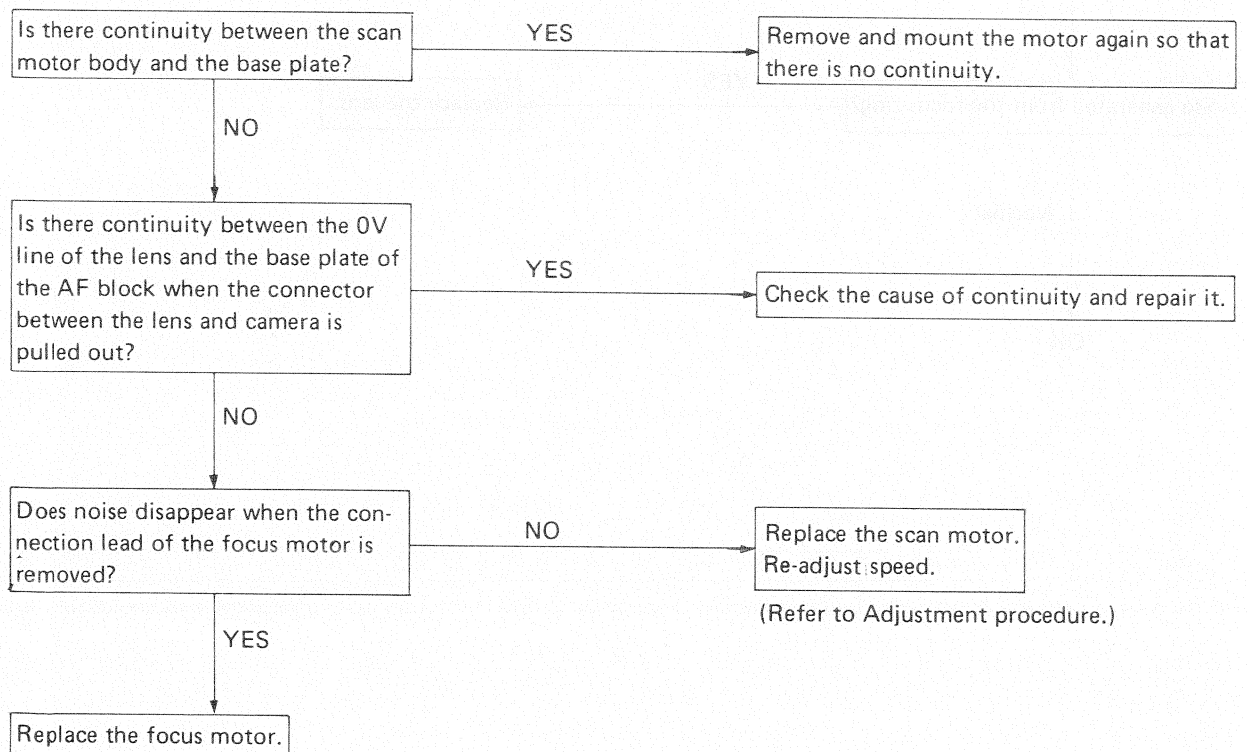 Is there continuity between the scan
motor body and the base plate?
YES
Remove and mount the motor again so that
there is no continuity.
NO
Is there continuity between the 0V
line of the lens and the base plate of
the AF block when the connector
between the lens and camera is
pulled out?
YES
Check the cause of continuity and repair it.
NO
Does noise disappear when the con-
nection lead of the focus motor is
removed?
NO
Replace the scan motor.
Re-adjust speed.
(Refer to Adjustment procedure.)
YES
Replace the focus motor.